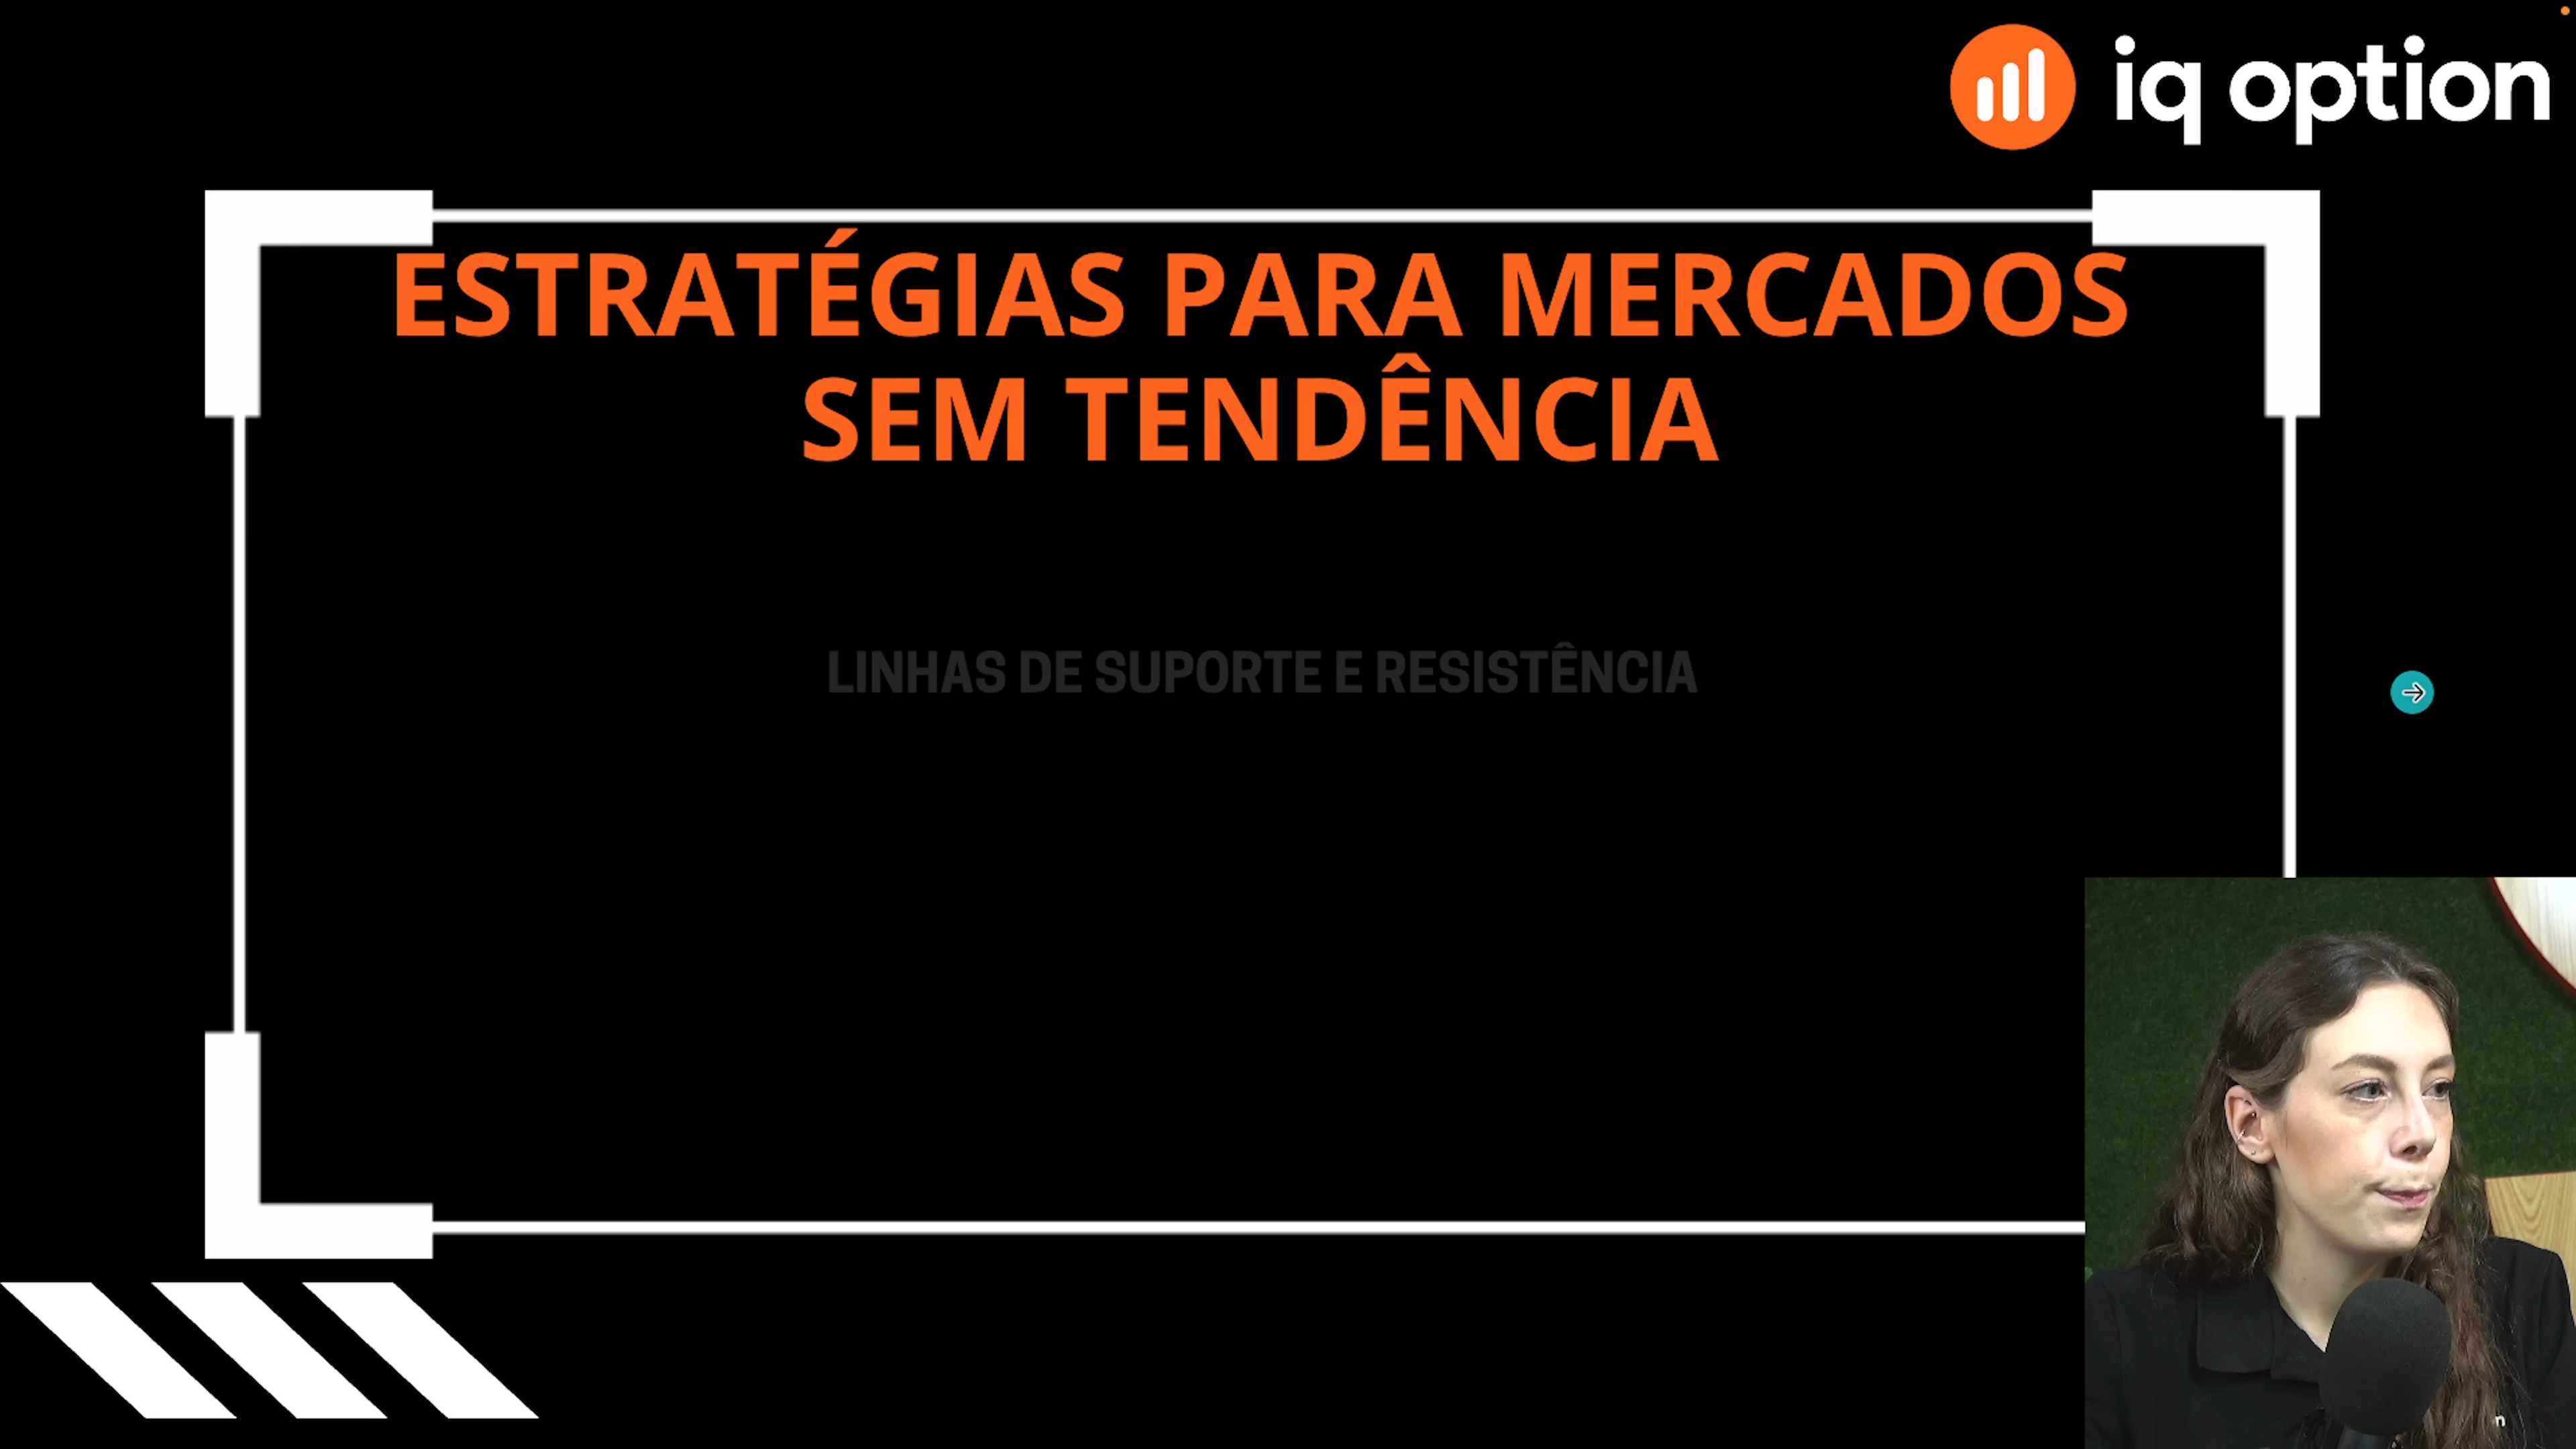 iq option
ESTRATÉGIAS PARA MERCADOS
SEM TENDÊNCIA
LINHAS DE SUPORTE E RESISTÊNCIA
n